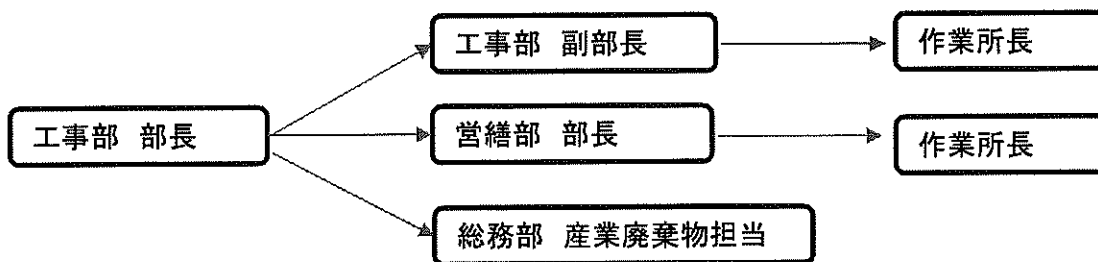 工事部 副部長
作業所長
工事部 部長
営繕部 部長
作業所長
総務部 産業廃棄物担当